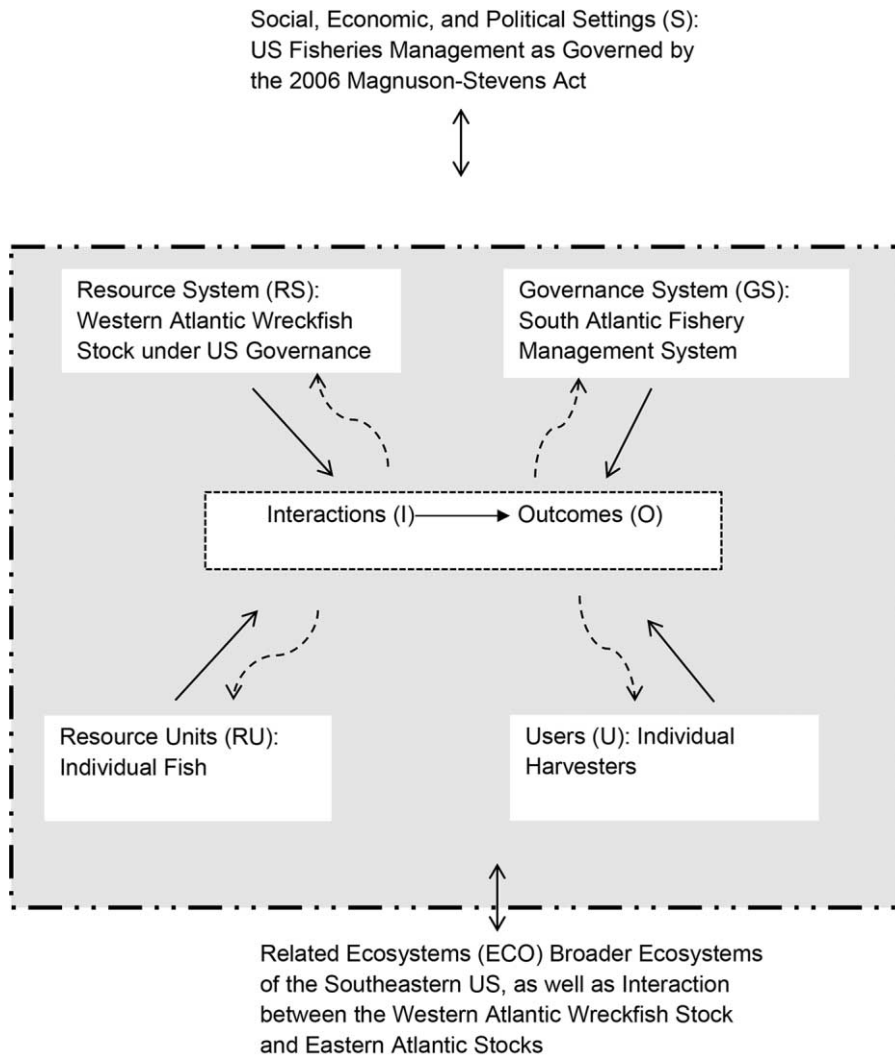 Social, Economic, and Political Settings (S):
US Fisheries Management as Governed by
the 2006 Magnuson-Stevens Act
Resource System (RS):
Western Atlantic Wreckfish
Stock under US Governance
Governance System (GS):
South Atlantic Fishery
Management System
Interactions (I)
Outcomes (O)
Resource Units (RU):
Individual Fish
Users (U): Individual
Harvesters
Related Ecosystems (ECO) Broader Ecosystems
of the Southeastern US, as well as Interaction
between the Western Atlantic Wreckfish Stock
and Eastern Atlantic Stocks